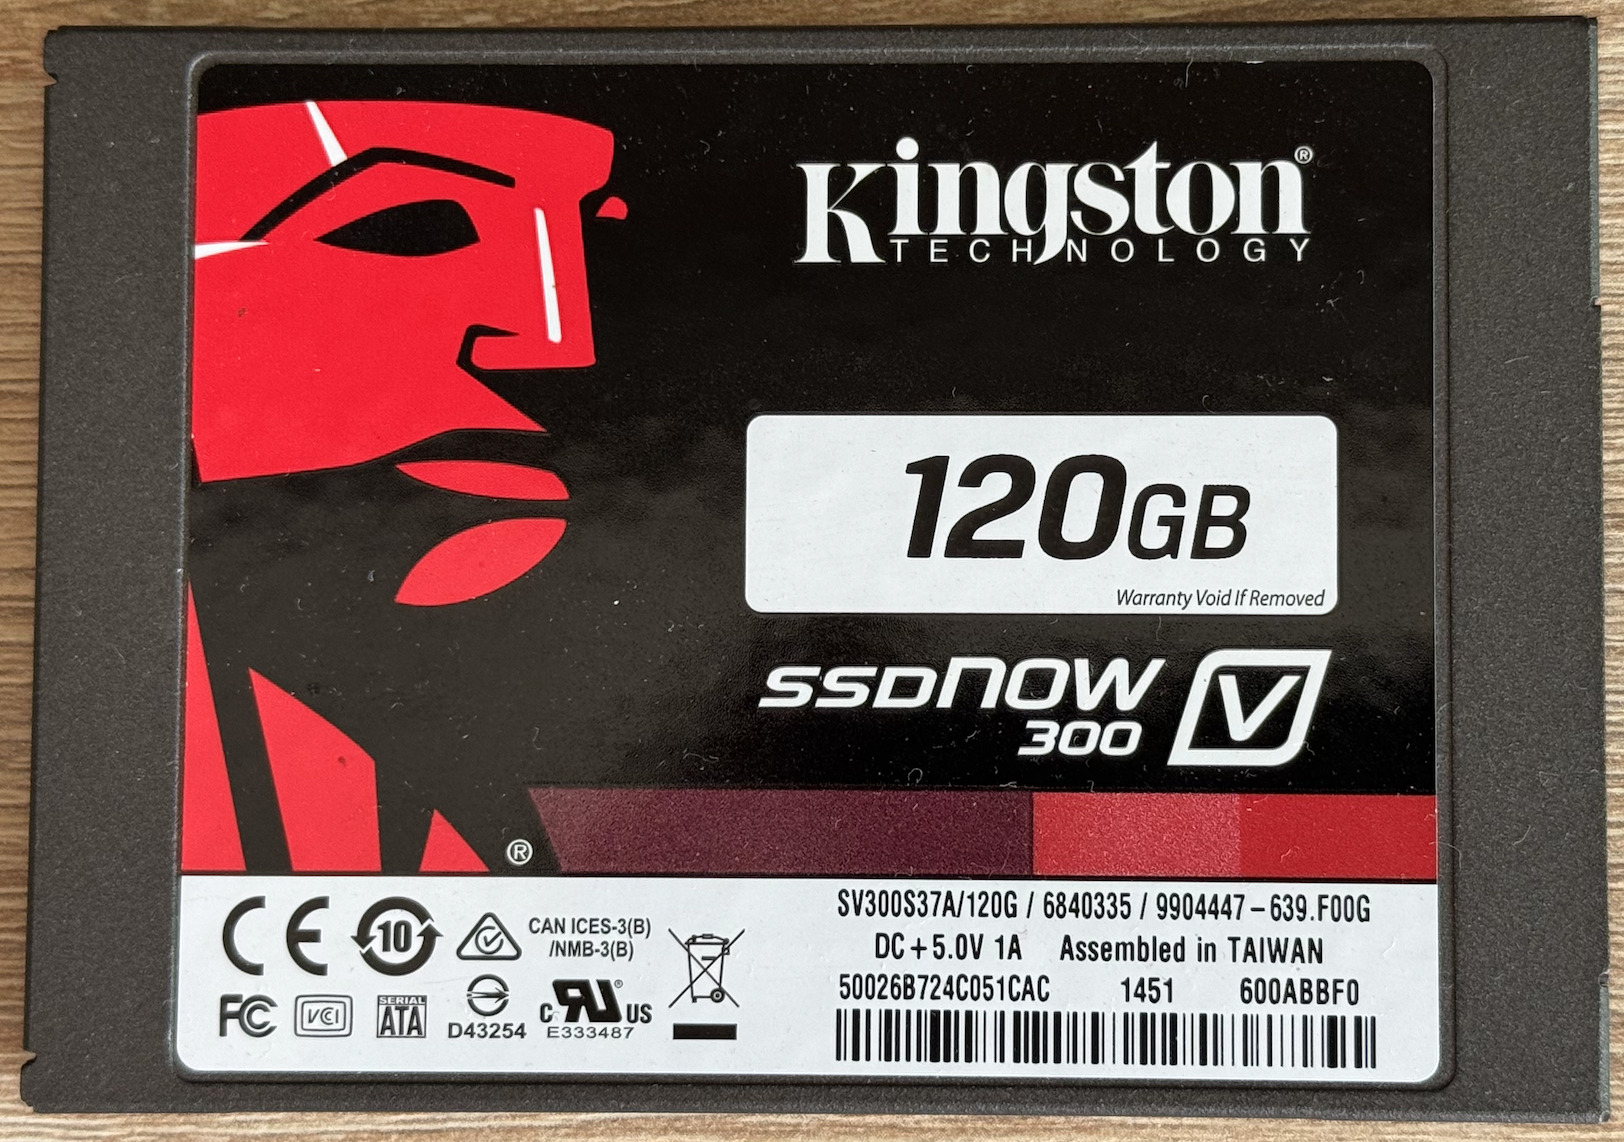 Kingston®
TECHNOLOGY
120GB
Warranty Void If Removed
SSDNOW V
300
®
SV300S37A/120G / 6840335 / 9904447-639.F00G
DC+5.0V 1A Assembled in TAIWAN
50026B724C051CAC 1451 600ABBF0
CE 10 CAN ICES-3(B)
/NMB-3(B)
FC VCI SERIAL
ATA D43254 c RU® US
E333487